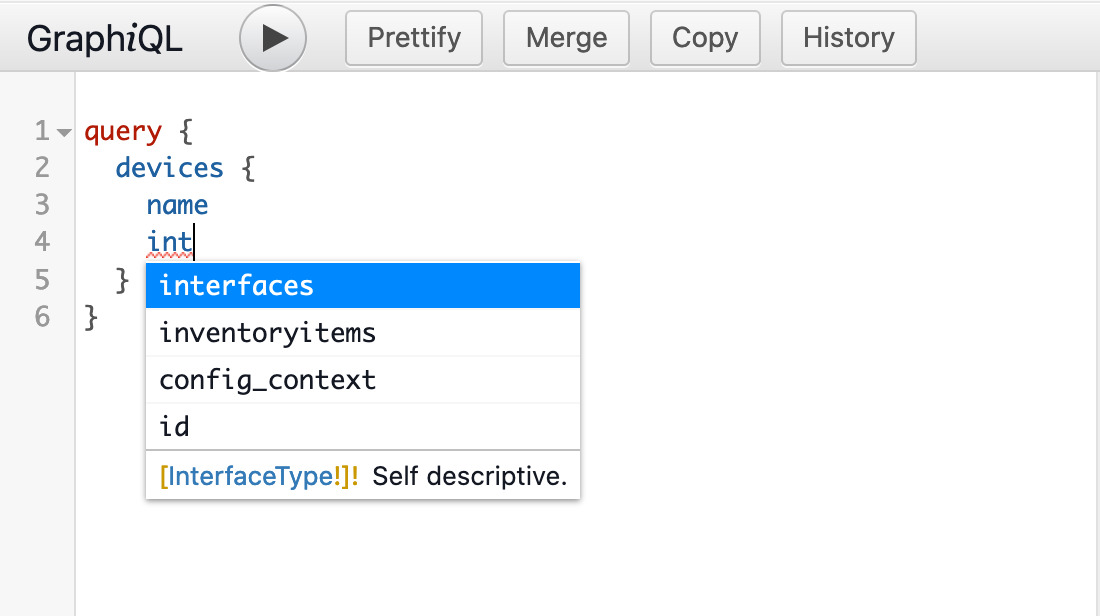 GraphiQL Prettify Merge Copy History
1 query {
2 devices {
3 name
4 int
5 }
6 }
interfaces
inventoryitems
config_context
id
[InterfaceType!]! Self descriptive.